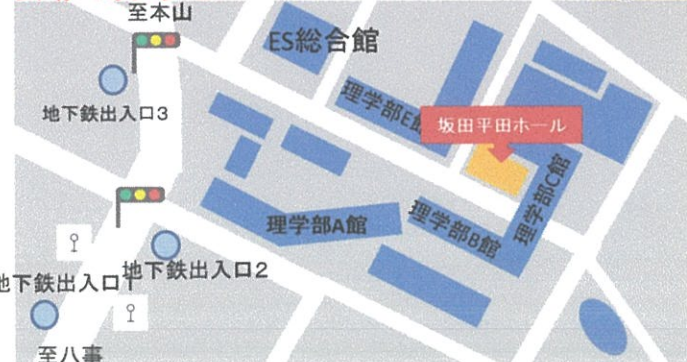 至本山
ES総合館
地下鉄出入口3
理学部E館
坂田平田ホール
理学部C館
理学部A館
理学部B館
地下鉄出入口2
地下鉄出入口1
至八事